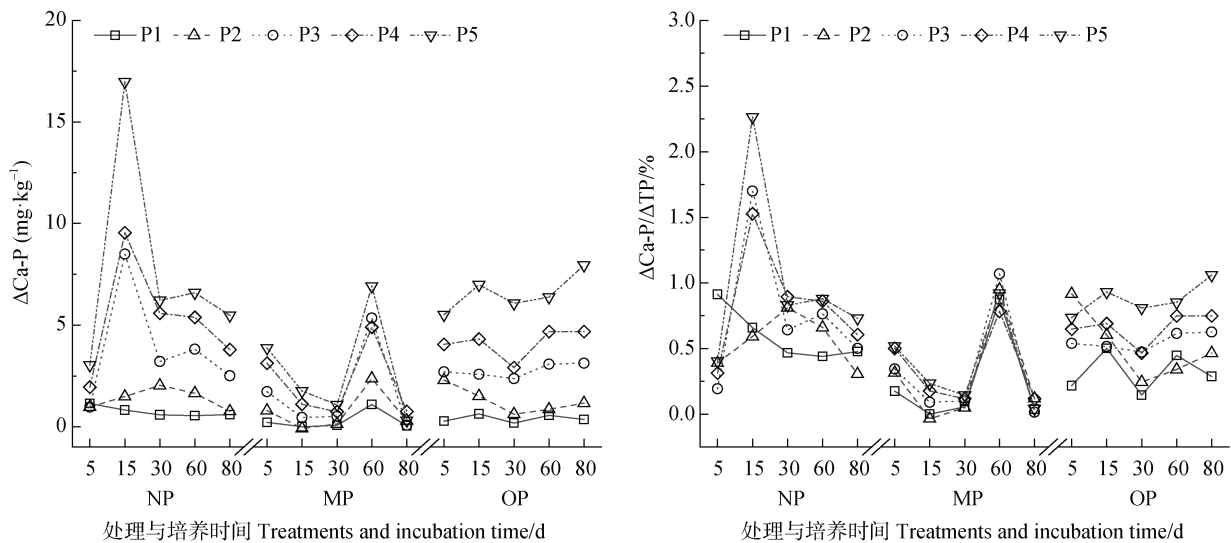 P1 P2 P3 P4 P5
ΔCa-P (mg·kg⁻¹)
20
15
10
5
0
5 15 30 60 80 5 15 30 60 80 5 15 30 60 80
NP MP OP
处理与培养时间 Treatments and incubation time/d
P1 P2 P3 P4 P5
ΔCa-P/ΔTP/%
3.0
2.5
2.0
1.5
1.0
0.5
0.0
5 15 30 60 80 5 15 30 60 80 5 15 30 60 80
NP MP OP
处理与培养时间 Treatments and incubation time/d